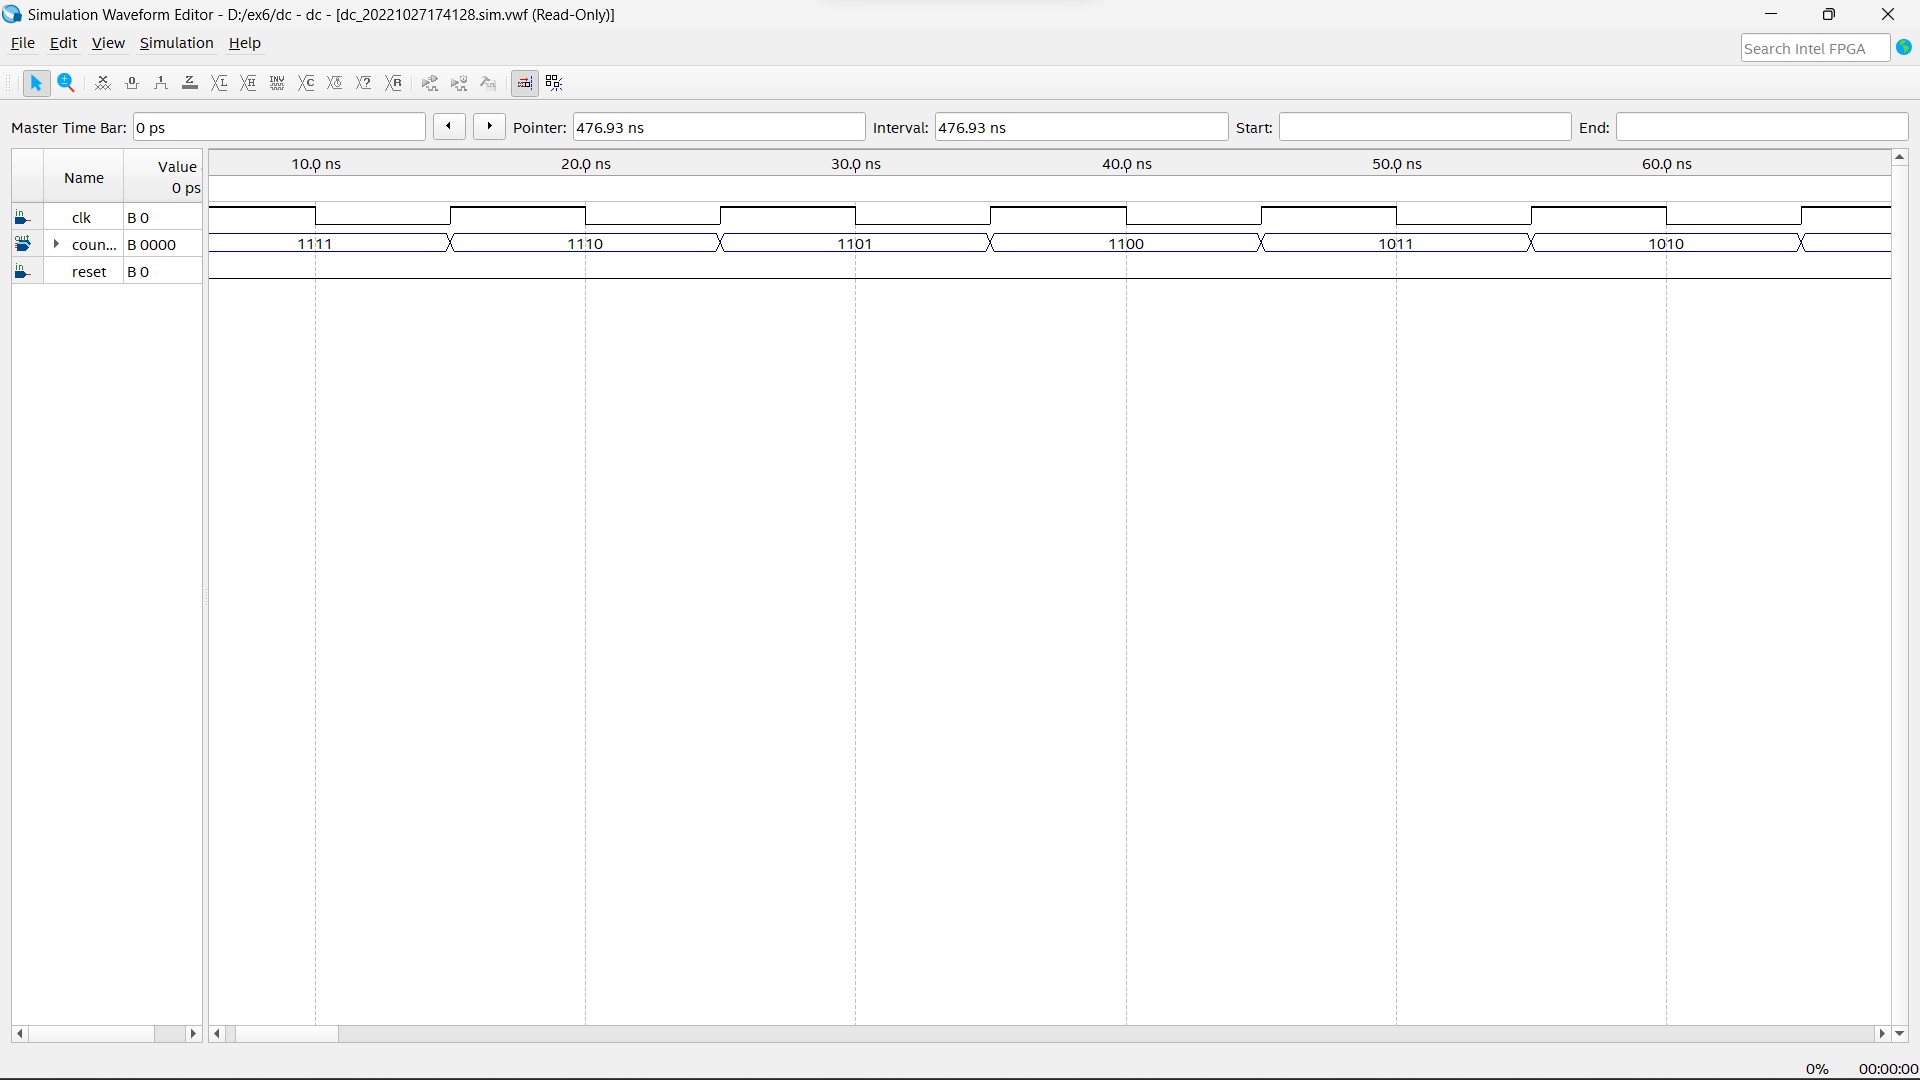 Simulation Waveform Editor - D:/ex6/dc - dc - [dc_20221027174128.sim.vwf (Read-Only)]
File Edit View Simulation Help
Search Intel FPGA
Master Time Bar: 0 ps Pointer: 476.93 ns Interval: 476.93 ns Start: End:
Name Value 0 ps
10.0 ns 20.0 ns 30.0 ns 40.0 ns 50.0 ns 60.0 ns
in clk B 0
out coun... B 0000 1111 1110 1101 1100 1011 1010
in reset B 0
0% 00:00:00